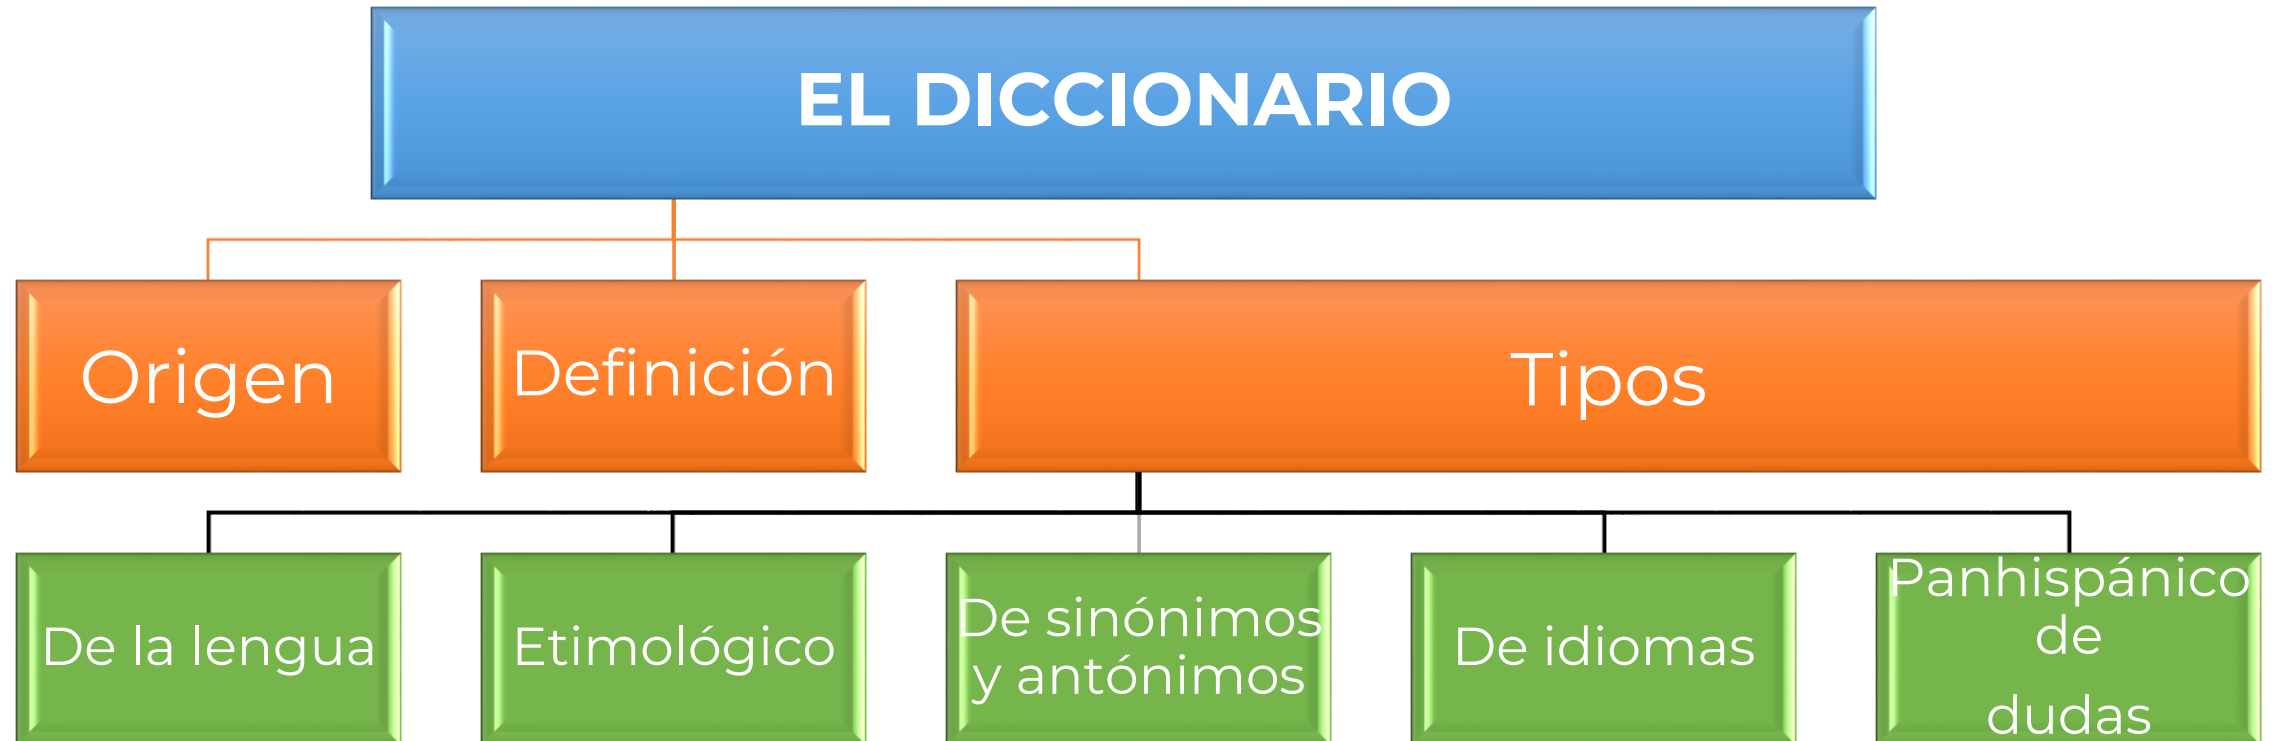 EL DICCIONARIO
Origen
Definición
Tipos
De la lengua
Etimológico
De sinónimos
y antónimos
De idiomas
Panhispánico
de
dudas